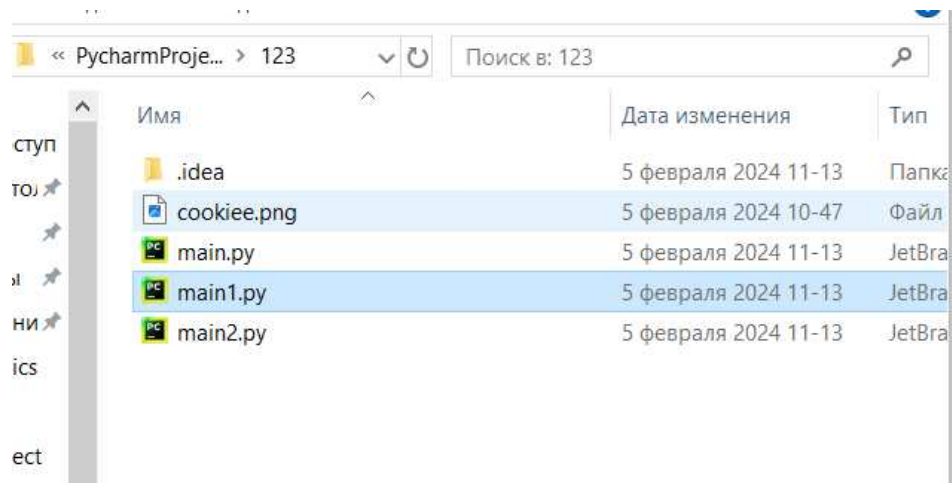 « PycharmProje... > 123 Поиск в: 123
Имя Дата изменения Тип
ступ
.idea 5 февраля 2024 11-13 Папка
cookiee.png 5 февраля 2024 10-47 Файл
main.py 5 февраля 2024 11-13 JetBra
main1.py 5 февраля 2024 11-13 JetBra
main2.py 5 февраля 2024 11-13 JetBra
ни
ics
ect